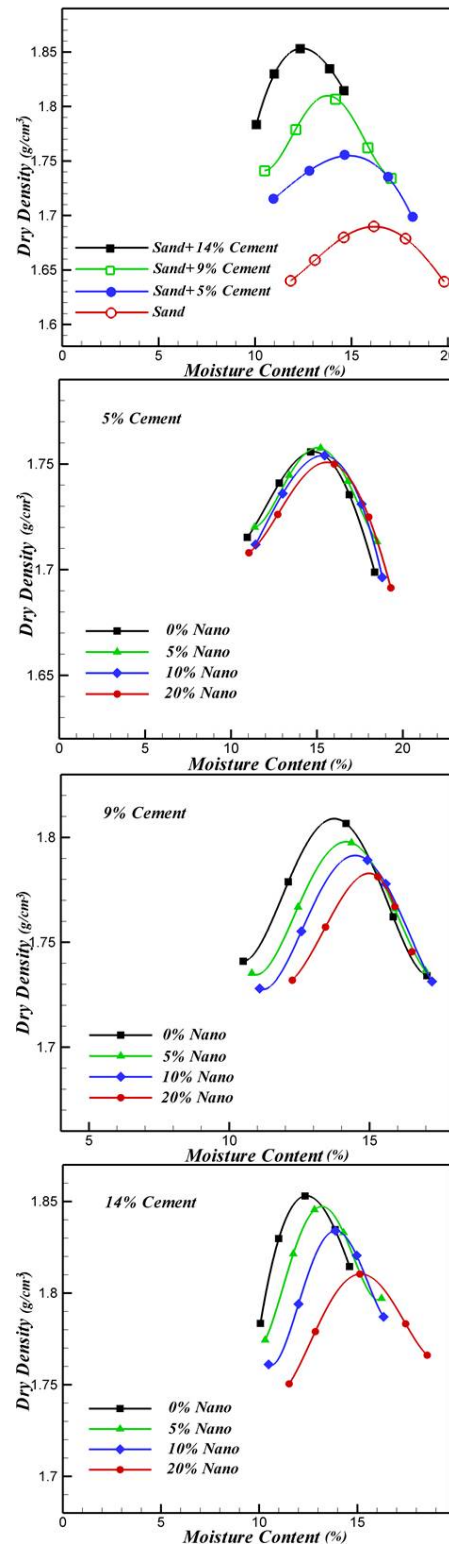 1.85
1.8
1.75
1.7
1.65
1.6
Dry Density (g/cm³)
Sand+14% Cement
Sand+9% Cement
Sand+5% Cement
Sand
0 5 10 15 20
Moisture Content (%)
5% Cement
1.75
1.7
1.65
Dry Density (g/cm³)
0% Nano
5% Nano
10% Nano
20% Nano
0 5 10 15 20
Moisture Content (%)
9% Cement
1.8
1.75
1.7
Dry Density (g/cm³)
0% Nano
5% Nano
10% Nano
20% Nano
5 10 15
Moisture Content (%)
14% Cement
1.85
1.8
1.75
1.7
Dry Density (g/cm³)
0% Nano
5% Nano
10% Nano
20% Nano
0 5 10 15
Moisture Content (%)